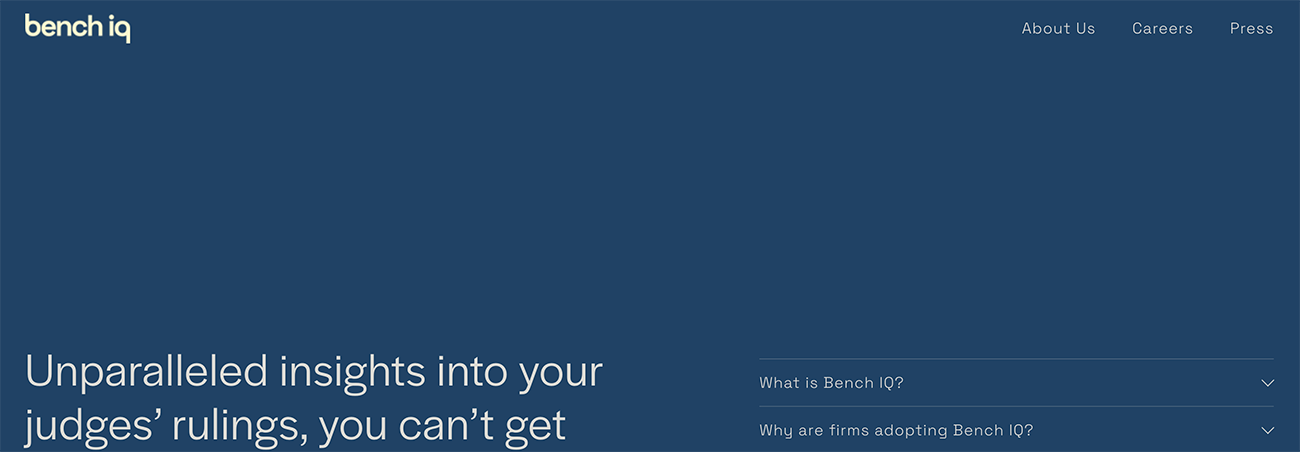 bench iq
About Us Careers Press
Unparalleled insights into your
judges’ rulings, you can’t get
What is Bench IQ?
Why are firms adopting Bench IQ?